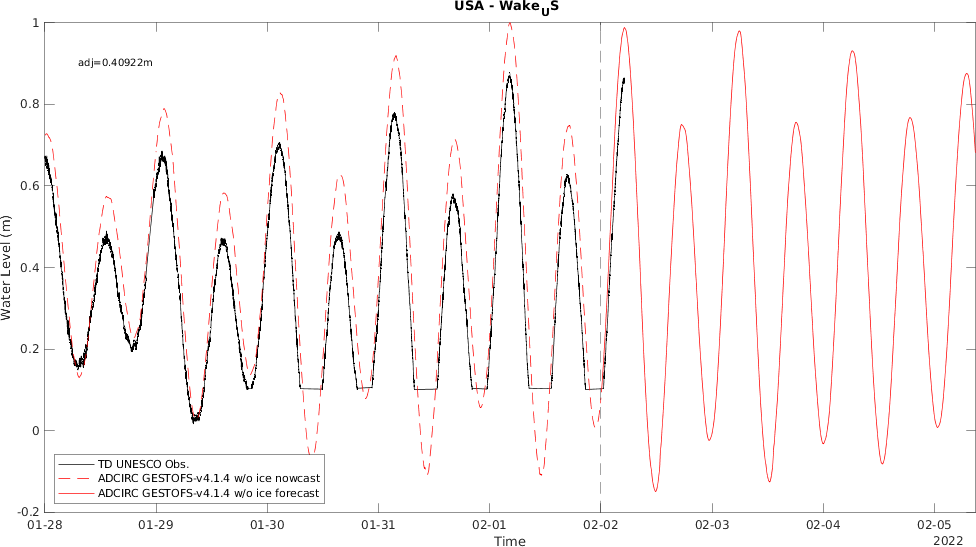 USA - Wake_US
adj=0.40922m
1
0.8
0.6
0.4
0.2
0
-0.2
Water Level (m)
TD UNESCO Obs.
ADCIRC GESTOFS-v4.1.4 w/o ice nowcast
ADCIRC GESTOFS-v4.1.4 w/o ice forecast
01-28 01-29 01-30 01-31 02-01 02-02 02-03 02-04 02-05
Time 2022